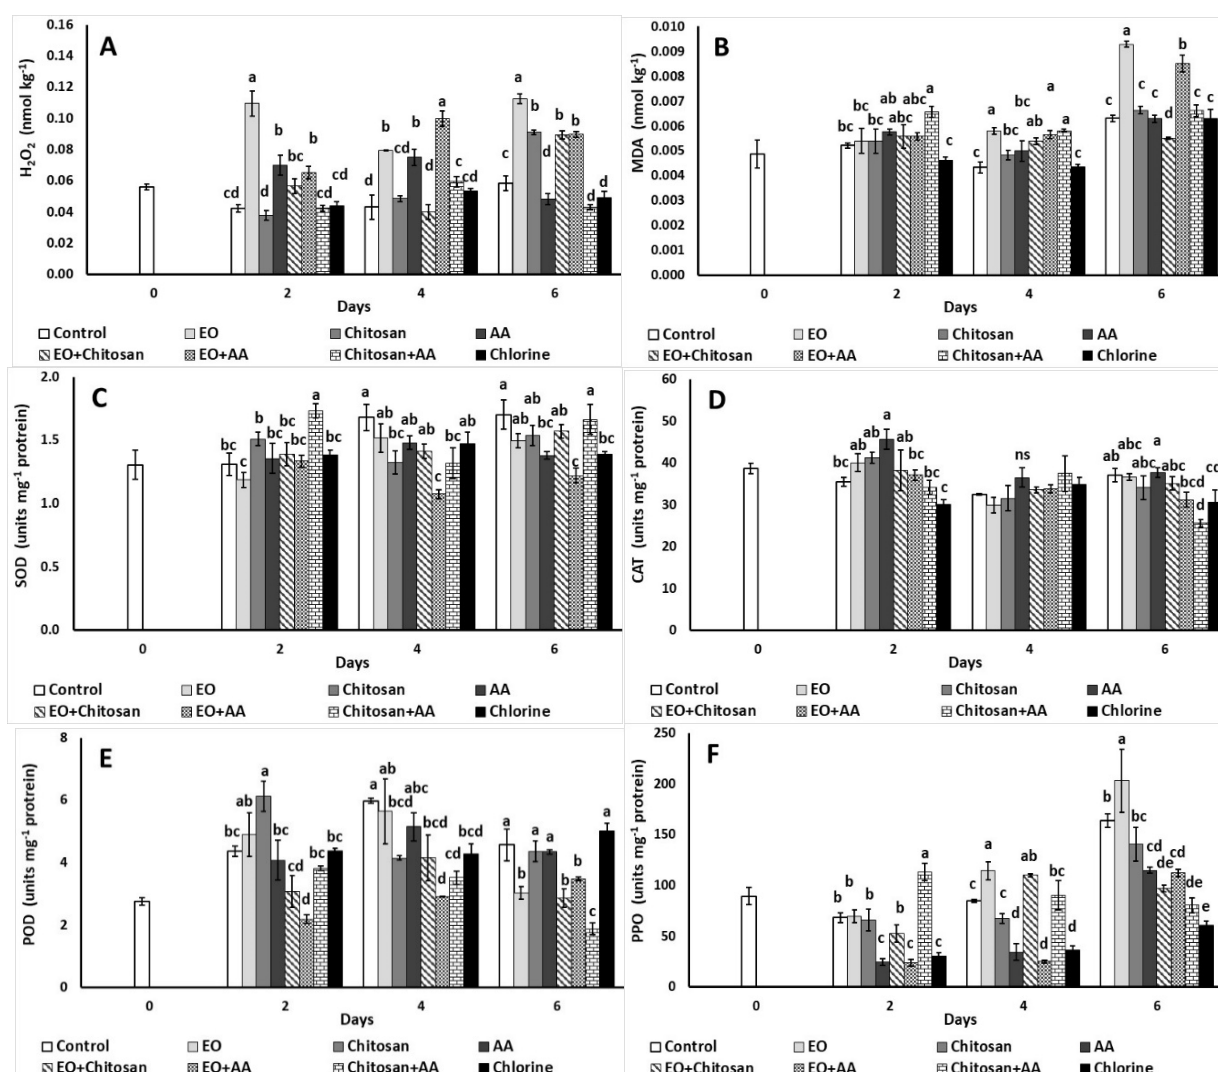 A
H₂O₂ (nmol kg⁻¹)
0.16
0.14
0.12
0.10
0.08
0.06
0.04
0.02
0.00
cd a d b bc b cd cd
d b cd b d a c cd
c a b d b b d d
0 2 4 6
Days
Control EO Chitosan AA
EO+Chitosan EO+AA Chitosan+AA Chlorine
B
MDA (nmol kg⁻¹)
0.010
0.009
0.008
0.007
0.006
0.005
0.004
0.003
0.002
0.001
0.000
bc bc bc ab abc abc a c
c a bc bc ab ab a a c
c a c c d b c c
0 2 4 6
Days
Control EO Chitosan AA
EO+Chitosan EO+AA Chitosan+AA Chlorine
C
SOD (units mg⁻¹ protrein)
2.0
1.5
1.0
0.5
0.0
bc c b bc bc bc a bc
a ab bc ab ab c bc ab
a ab ab bc ab c a bc
0 2 4 6
Days
Control EO Chitosan AA
EO+Chitosan EO+AA Chitosan+AA Chlorine
D
CAT (units mg⁻¹ protrein)
60
50
40
30
20
10
0
bc ab ab a ab bc bc c
ns
ab abc abc a abc bcd d cd
0 2 4 6
Days
Control EO Chitosan AA
EO+Chitosan EO+AA Chitosan+AA Chlorine
E
POD (units mg⁻¹ protrein)
8
6
4
2
0
bc ab a bc cd d bc bc
a ab bcd abc bcd d cd bcd
a b a a b b c a
0 2 4 6
Days
Control EO Chitosan AA
EO+Chitosan EO+AA Chitosan+AA Chlorine
F
PPO (units mg⁻¹ protrein)
250
200
150
100
50
0
b b b c b c a c
c a c d ab d bc d
b a bc cd de cd de e
0 2 4 6
Days
Control EO Chitosan AA
EO+Chitosan EO+AA Chitosan+AA Chlorine